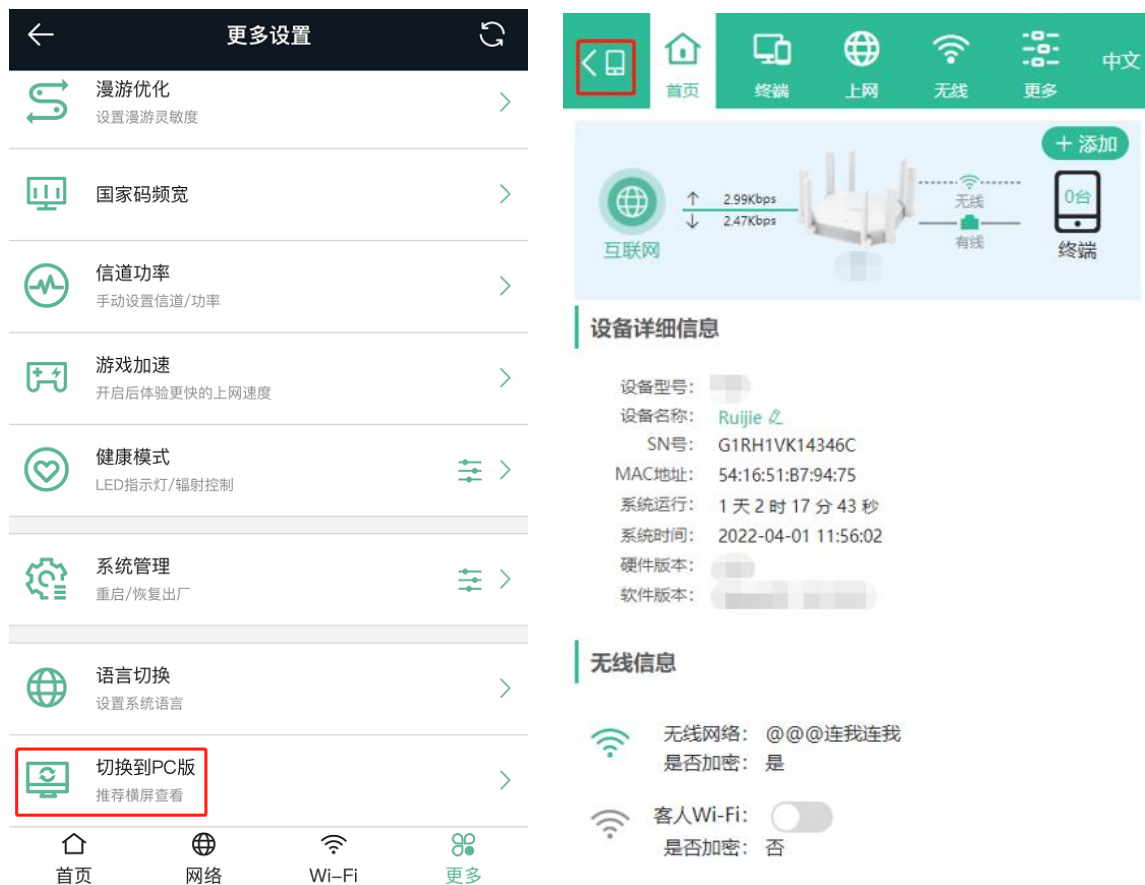 更多设置
漫游优化
设置漫游灵敏度
国家码频宽
信道功率
手动设置信道/功率
游戏加速
开启后体验更快的上网速度
健康模式
LED指示灯/辐射控制
系统管理
重启/恢复出厂
语言切换
设置系统语言
切换到PC版
推荐横屏查看
首页
网络
Wi-Fi
更多
首页
终端
上网
无线
更多
中文
+ 添加
2.99Kbps
2.47Kbps
无线
有线
0台
互联网
终端
设备详细信息
设备型号:
设备名称: Ruijie
SN号: G1RH1VK14346C
MAC地址: 54:16:51:B7:94:75
系统运行: 1 天 2 时 17 分 43 秒
系统时间: 2022-04-01 11:56:02
硬件版本:
软件版本:
无线信息
无线网络: @@@连我连我
是否加密: 是
客人Wi-Fi:
是否加密: 否